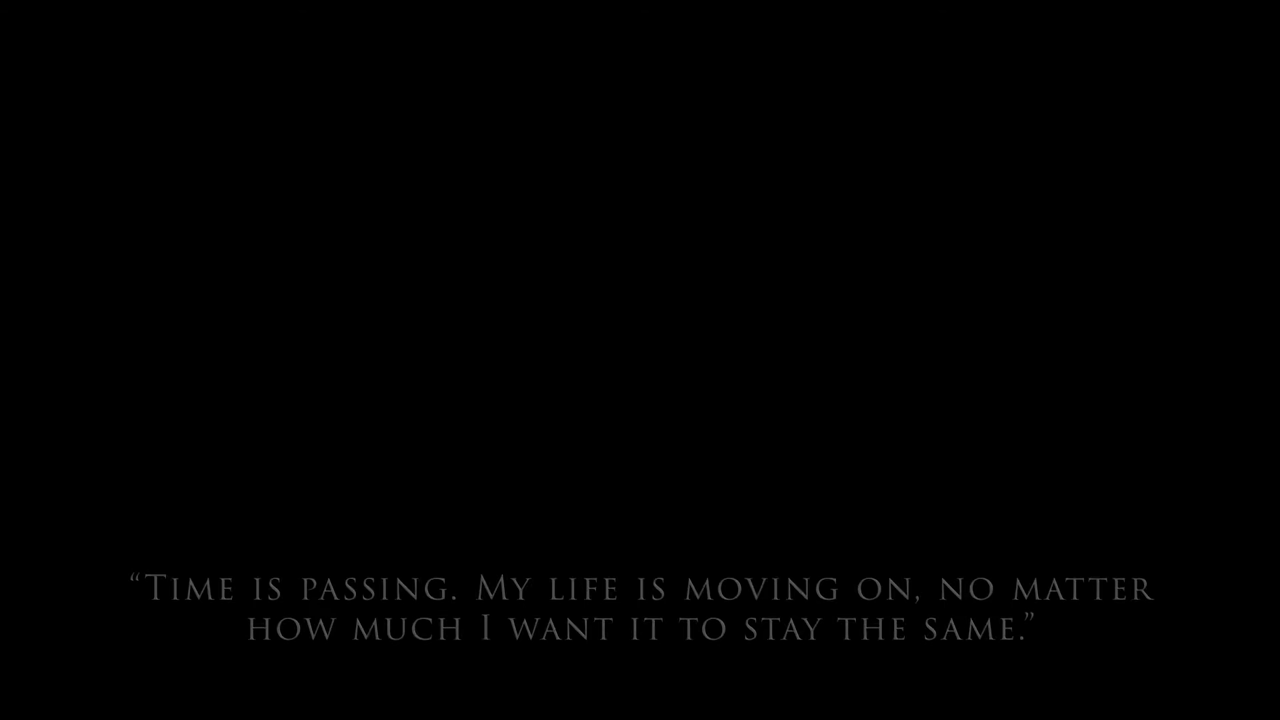 “Time is passing. My life is moving on, no matter
how much I want it to stay the same.”